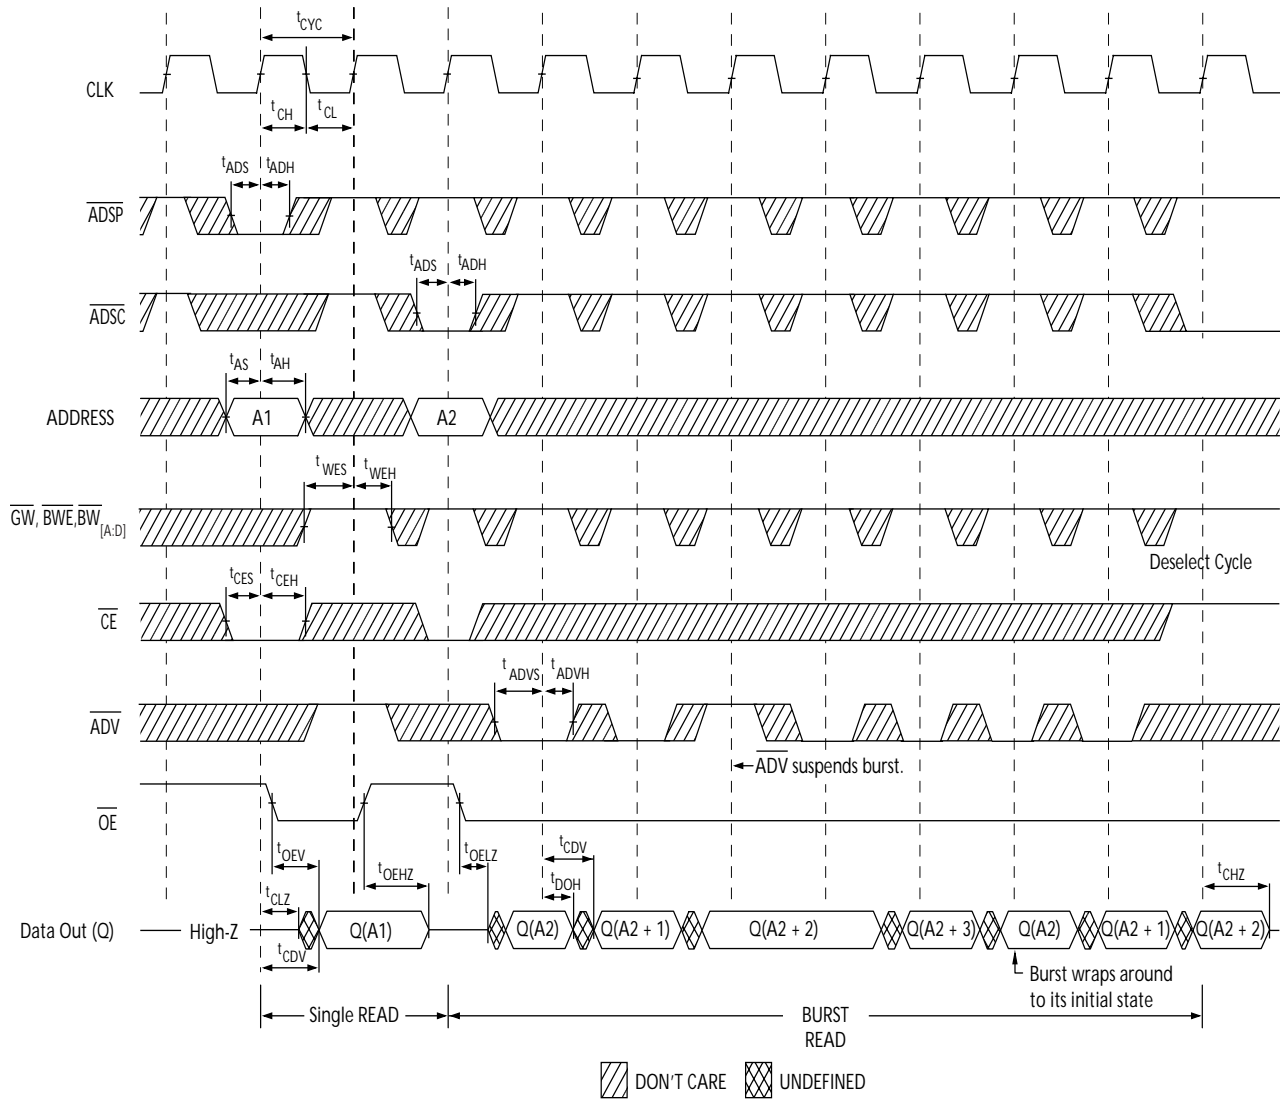 tCYC
CLK
tCH tCL
tADS tADH
ADSP
tADS tADH
ADSC
tAS tAH
ADDRESS A1 A2
tWES tWEH
GW, BWE,BW[A:D]
Deselect Cycle
tCES tCEH
CE
tADVS tADVH
ADV
ADV suspends burst.
OE
tOEV tOEHZ tOELZ tCDV
tCLZ tDOH tCHZ
Data Out (Q) High-Z Q(A1) Q(A2) Q(A2 + 1) Q(A2 + 2) Q(A2 + 3) Q(A2) Q(A2 + 1) Q(A2 + 2)
tCDV
Burst wraps around
to its initial state
Single READ BURST
READ
DON'T CARE UNDEFINED